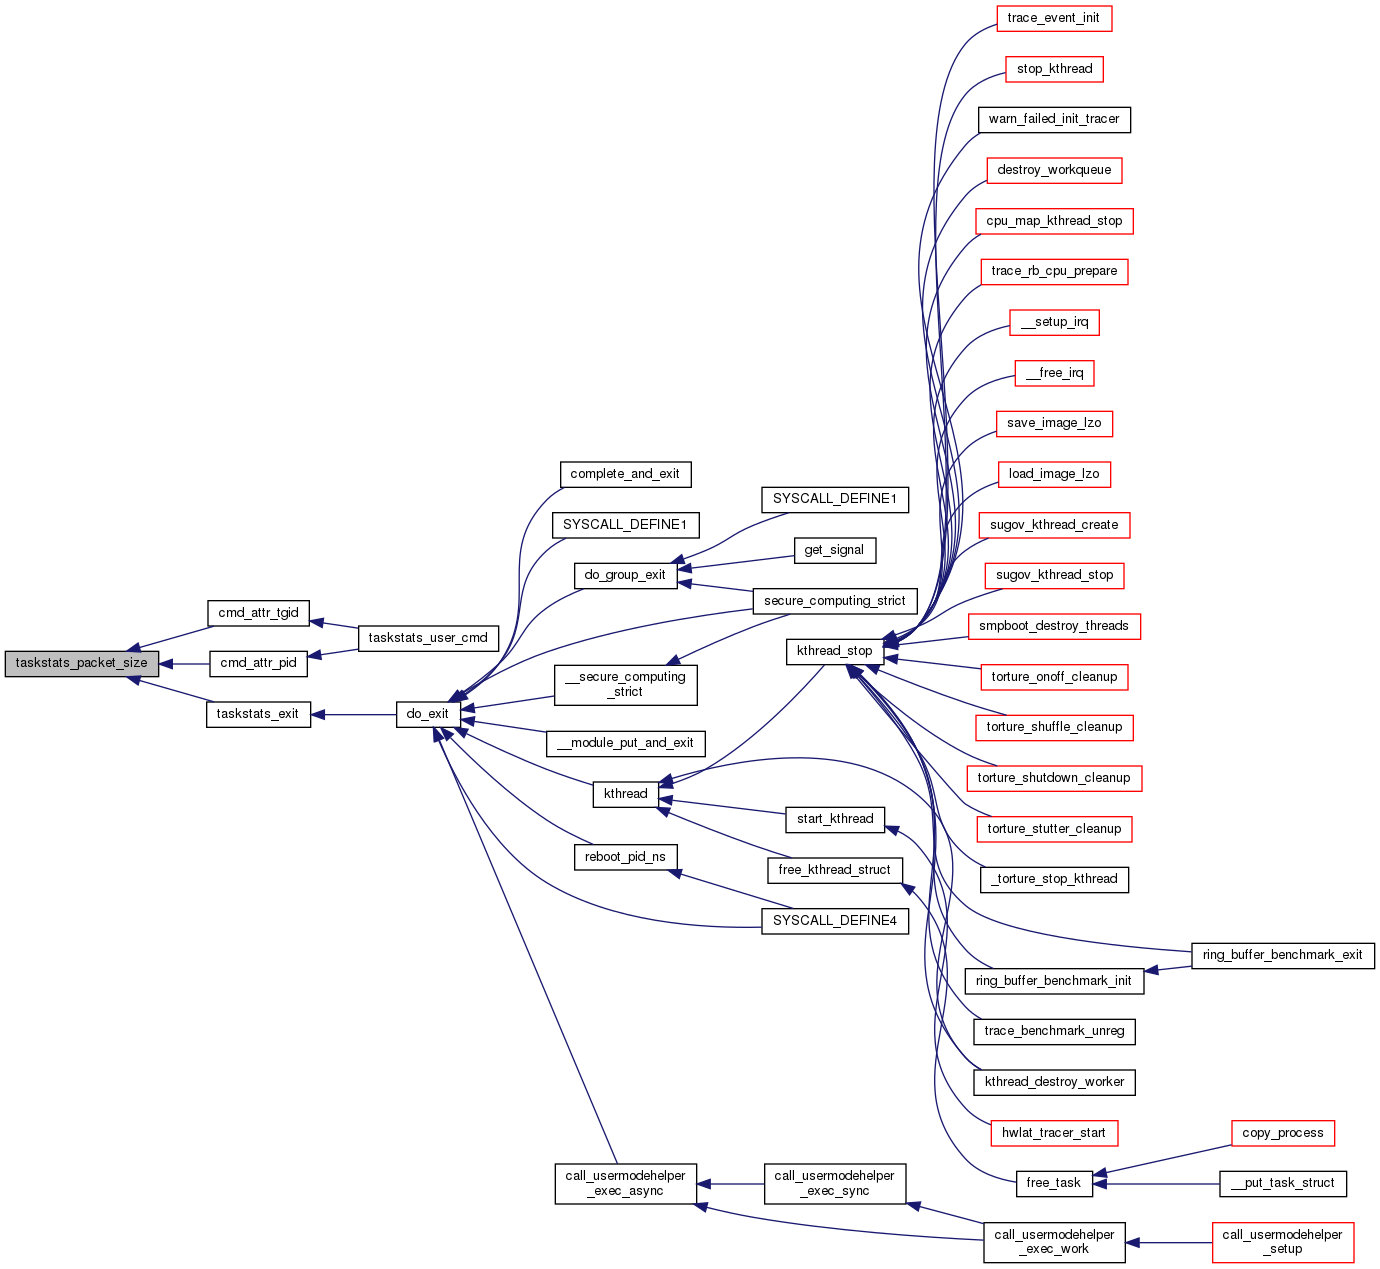 trace_event_init
stop_kthread
warn_failed_init_tracer
destroy_workqueue
cpu_map_kthread_stop
trace_rb_cpu_prepare
__setup_irq
__free_irq
save_image_lzo
load_image_lzo
complete_and_exit
SYSCALL_DEFINE1
SYSCALL_DEFINE1
sugov_kthread_create
get_signal
do_group_exit
sugov_kthread_stop
secure_computing_strict
cmd_attr_tgid
smpboot_destroy_threads
taskstats_user_cmd
kthread_stop
taskstats_packet_size
cmd_attr_pid
__secure_computing
_strict
torture_onoff_cleanup
taskstats_exit
do_exit
torture_shuffle_cleanup
__module_put_and_exit
torture_shutdown_cleanup
kthread
start_kthread
torture_stutter_cleanup
reboot_pid_ns
free_kthread_struct
_torture_stop_kthread
SYSCALL_DEFINE4
ring_buffer_benchmark_exit
ring_buffer_benchmark_init
trace_benchmark_unreg
kthread_destroy_worker
hwlat_tracer_start
copy_process
call_usermodehelper
_exec_async
call_usermodehelper
_exec_sync
free_task
__put_task_struct
call_usermodehelper
_exec_work
call_usermodehelper
_setup